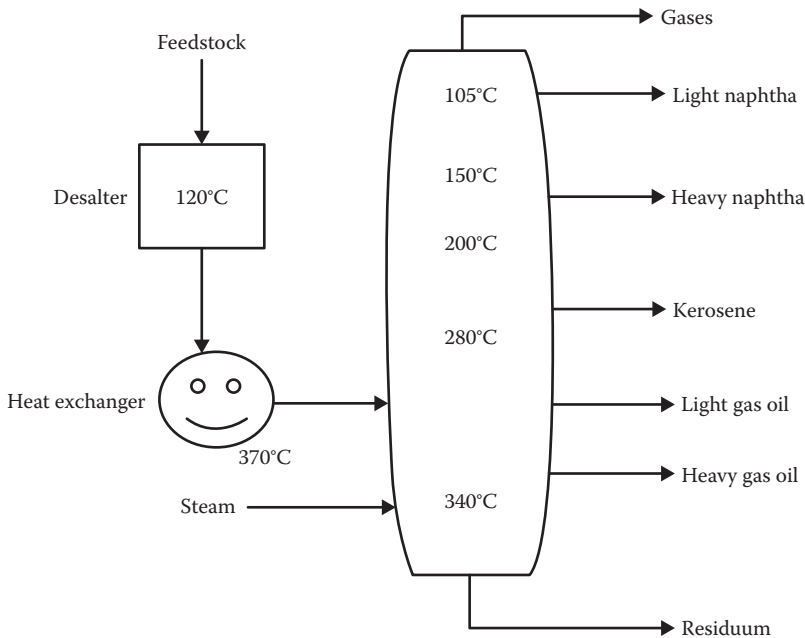 Gases
Feedstock
105°C
Light naphtha
150°C
Desalter
120°C
Heavy naphtha
200°C
Kerosene
280°C
Heat exchanger
Light gas oil
370°C
Heavy gas oil
340°C
Steam
Residuum